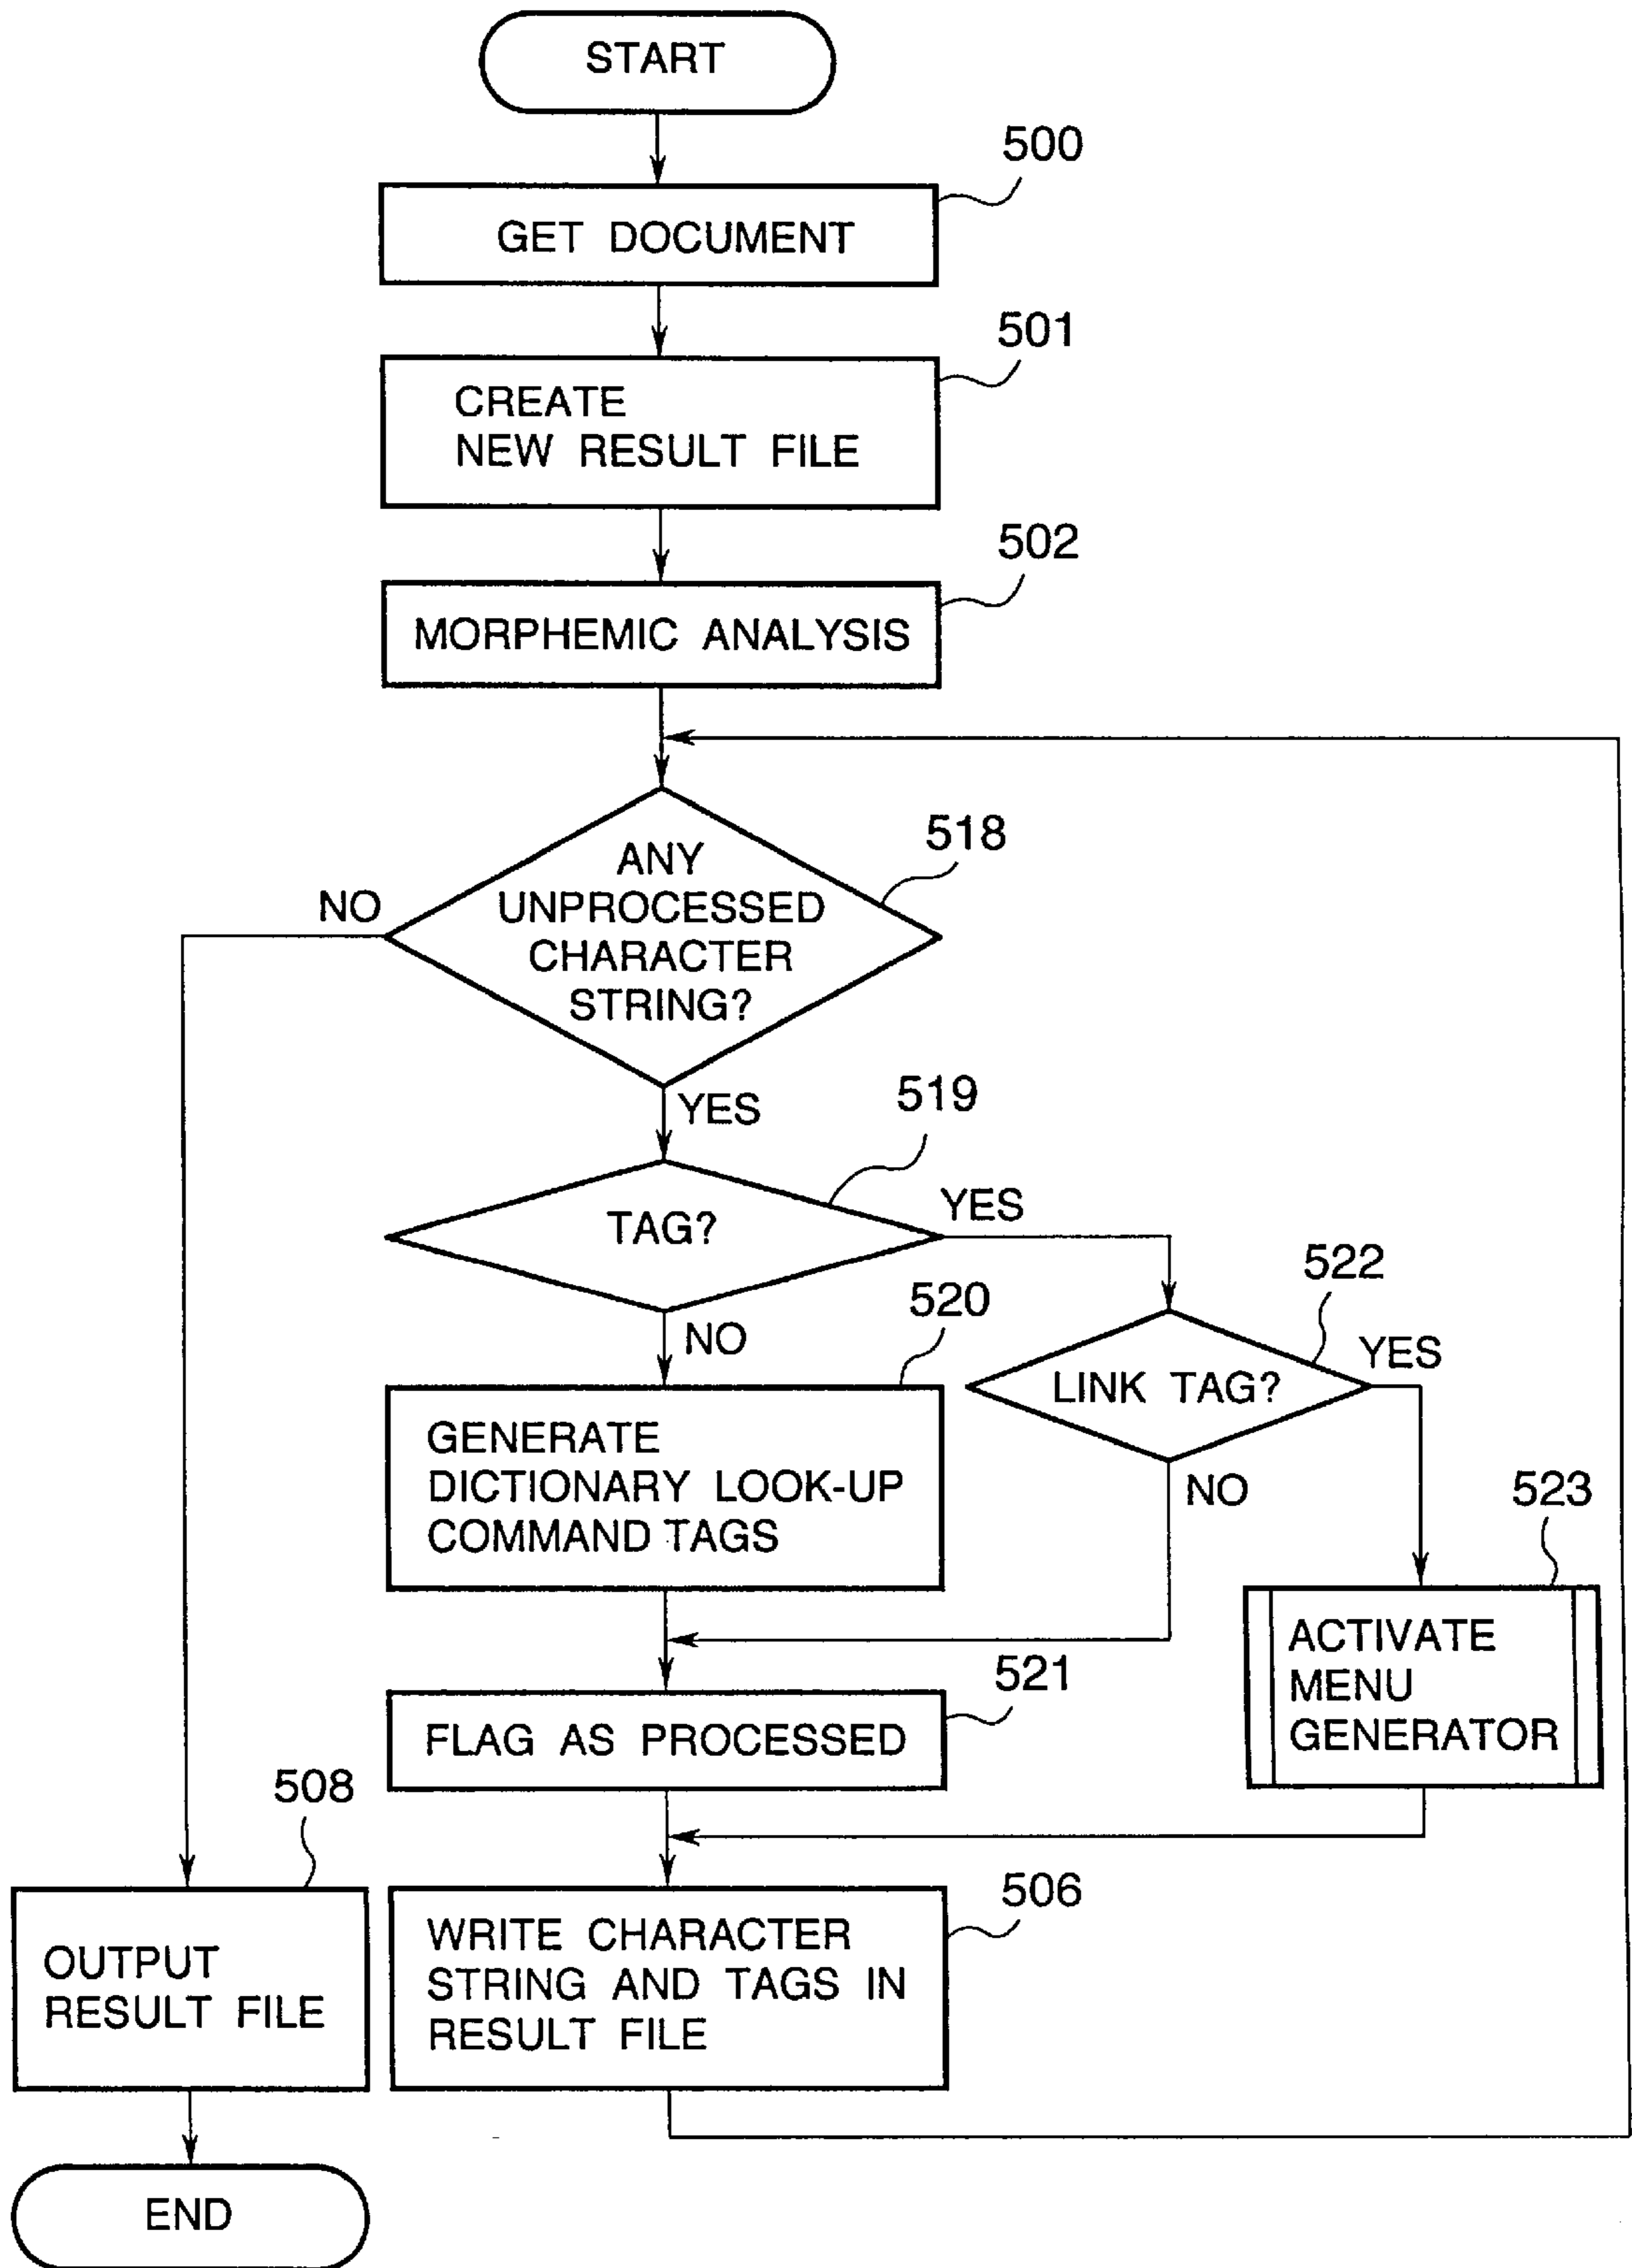 START
500
GET DOCUMENT
501
CREATE
NEW RESULT FILE
502
MORPHEMIC ANALYSIS
518
ANY
UNPROCESSED
CHARACTER
STRING?
NO
YES
519
TAG?
YES
522
NO
520
LINK TAG?
YES
GENERATE
DICTIONARY LOOK-UP
COMMAND TAGS
NO
523
ACTIVATE
MENU
GENERATOR
521
FLAG AS PROCESSED
508
OUTPUT
RESULT FILE
506
WRITE CHARACTER
STRING AND TAGS IN
RESULT FILE
END